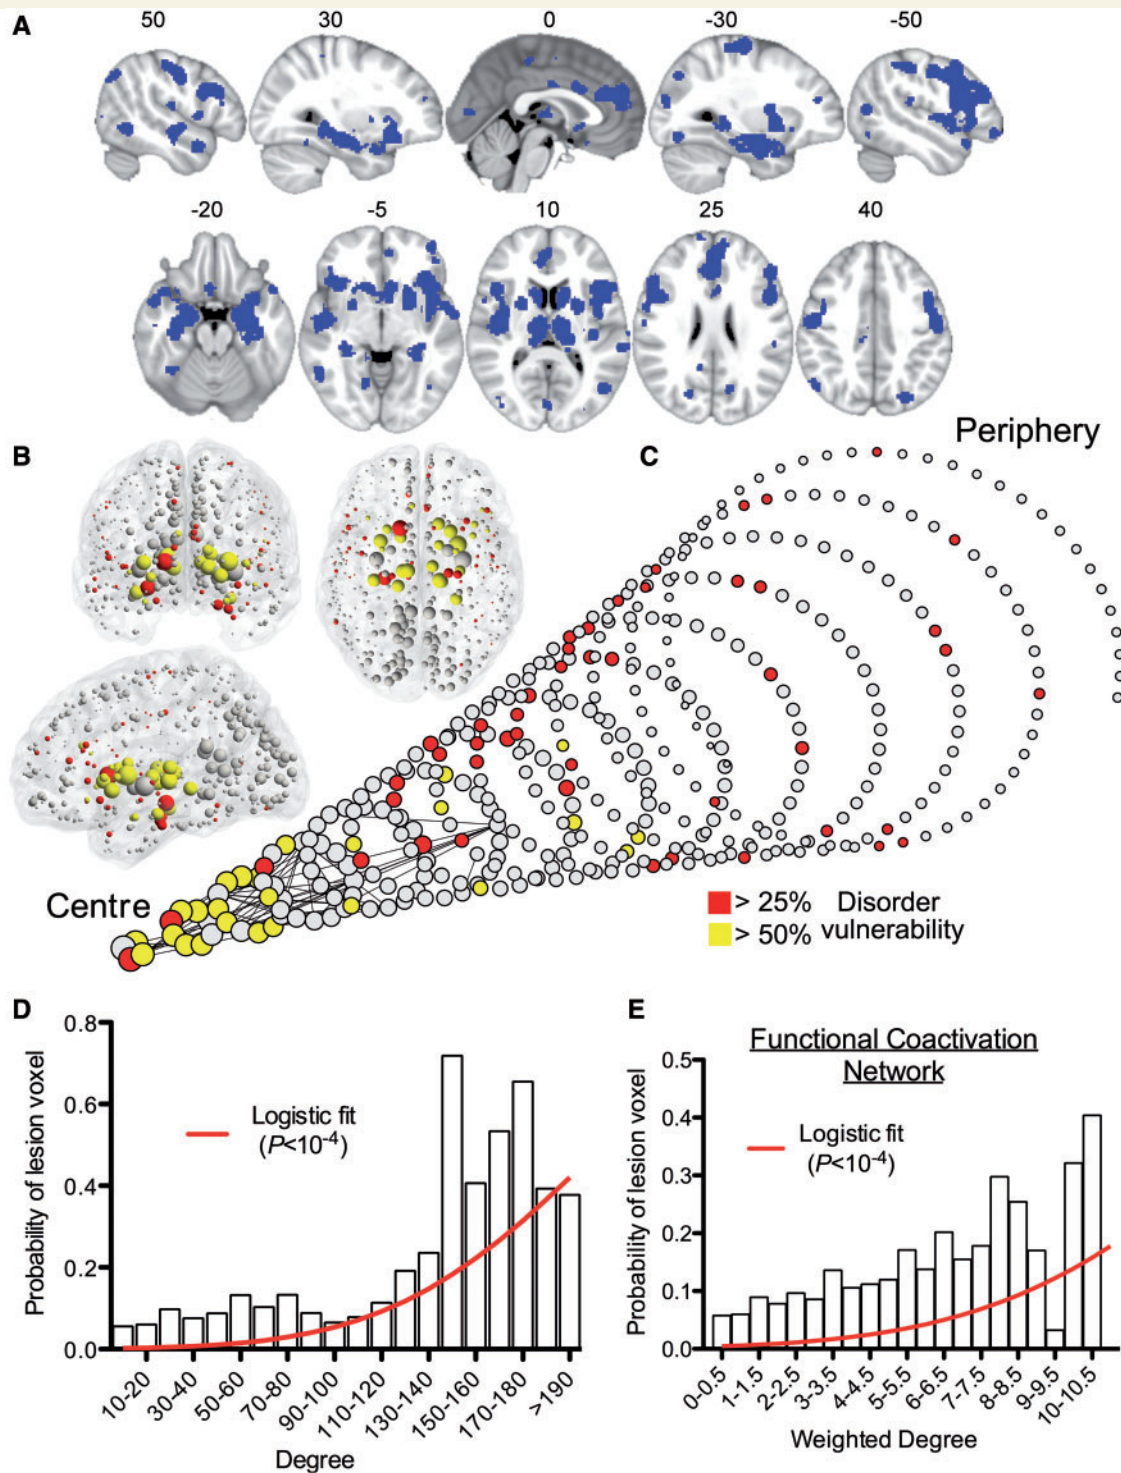 A
50 30 0 -30 -50
-20 -5 10 25 40
B
C
Periphery
Centre
> 25% Disorder
> 50% vulnerability
D
Probability of lesion voxel
0.8
0.6
0.4
0.2
0.0
Logistic fit
(P<10⁻⁴)
10-20 30-40 50-60 70-80 90-100 110-120 130-140 150-160 170-180 >190
Degree
E
Functional Coactivation
Network
Probability of lesion voxel
0.5
0.4
0.3
0.2
0.1
0.0
Logistic fit
(P<10⁻⁴)
0-0.5 1-1.5 2-2.5 3-3.5 4-4.5 5-5.5 6-6.5 7-7.5 8-8.5 9-9.5 10-10.5
Weighted Degree